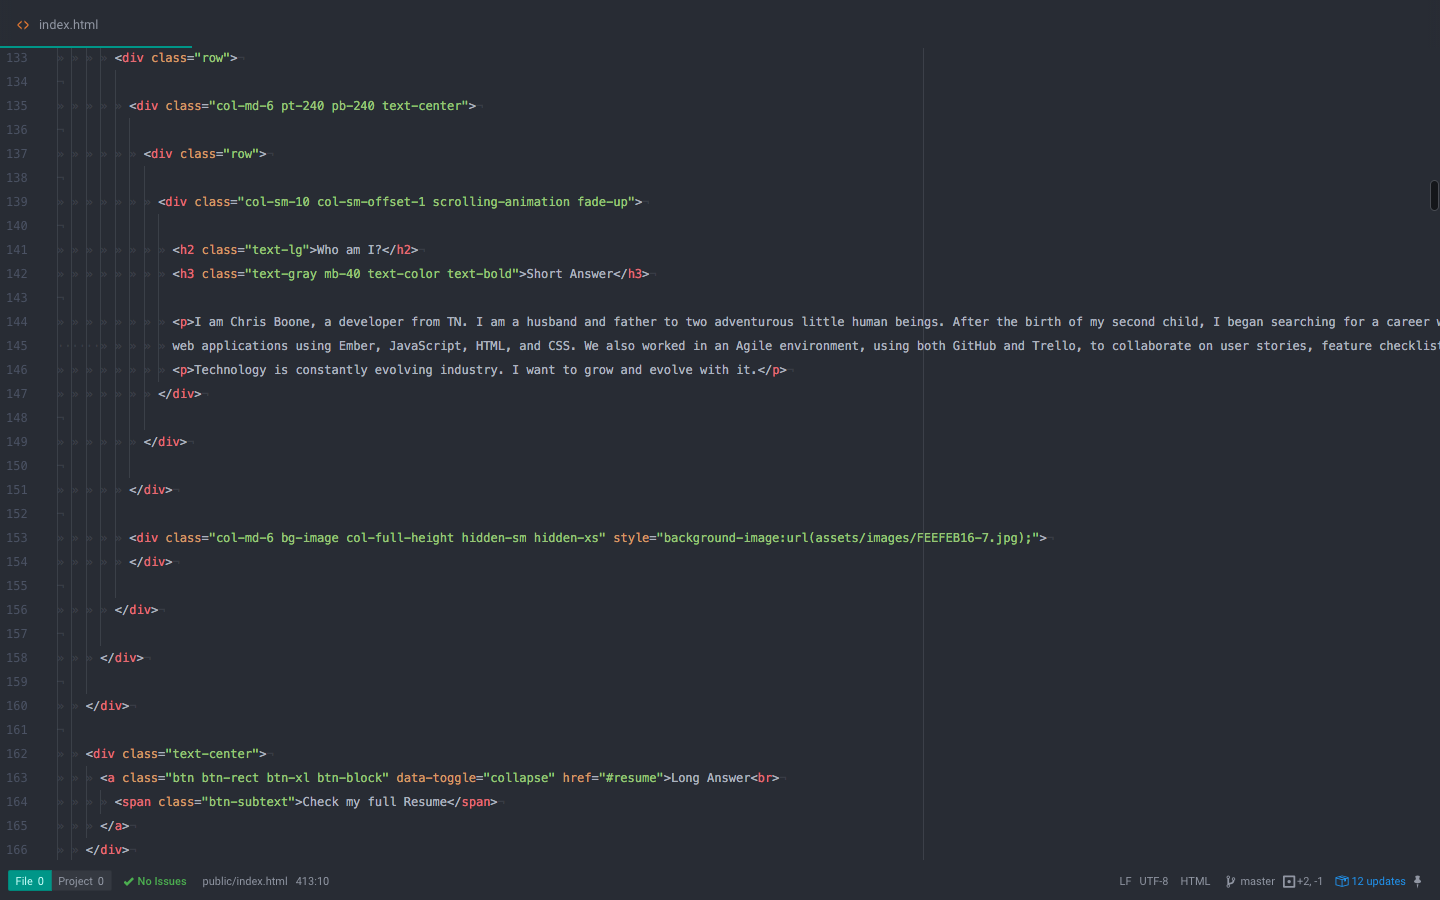 index.html
133 <div class="row">
134
135 <div class="col-md-6 pt-240 pb-240 text-center">
136
137 <div class="row">
138
139 <div class="col-sm-10 col-sm-offset-1 scrolling-animation fade-up">
140
141 <h2 class="text-lg">Who am I?</h2>
142 <h3 class="text-gray mb-40 text-color text-bold">Short Answer</h3>
143
144 <p>I am Chris Boone, a developer from TN. I am a husband and father to two adventurous little human beings. After the birth of my second child, I began searching for a career w
145 web applications using Ember, JavaScript, HTML, and CSS. We also worked in an Agile environment, using both GitHub and Trello, to collaborate on user stories, feature checklist
146 <p>Technology is constantly evolving industry. I want to grow and evolve with it.</p>
147 </div>
148
149 </div>
150
151 </div>
152
153 <div class="col-md-6 bg-image col-full-height hidden-sm hidden-xs" style="background-image:url(assets/images/FEEFEB16-7.jpg);">
154 </div>
155
156 </div>
157
158 </div>
159
160 </div>
161
162 <div class="text-center">
163 <a class="btn btn-rect btn-xl btn-block" data-toggle="collapse" href="#resume">Long Answer<br>
164 <span class="btn-subtext">Check my full Resume</span>
165 </a>
166 </div>
File 0 Project 0 No Issues public/index.html 413:10 LF UTF-8 HTML master +2, -1 12 updates